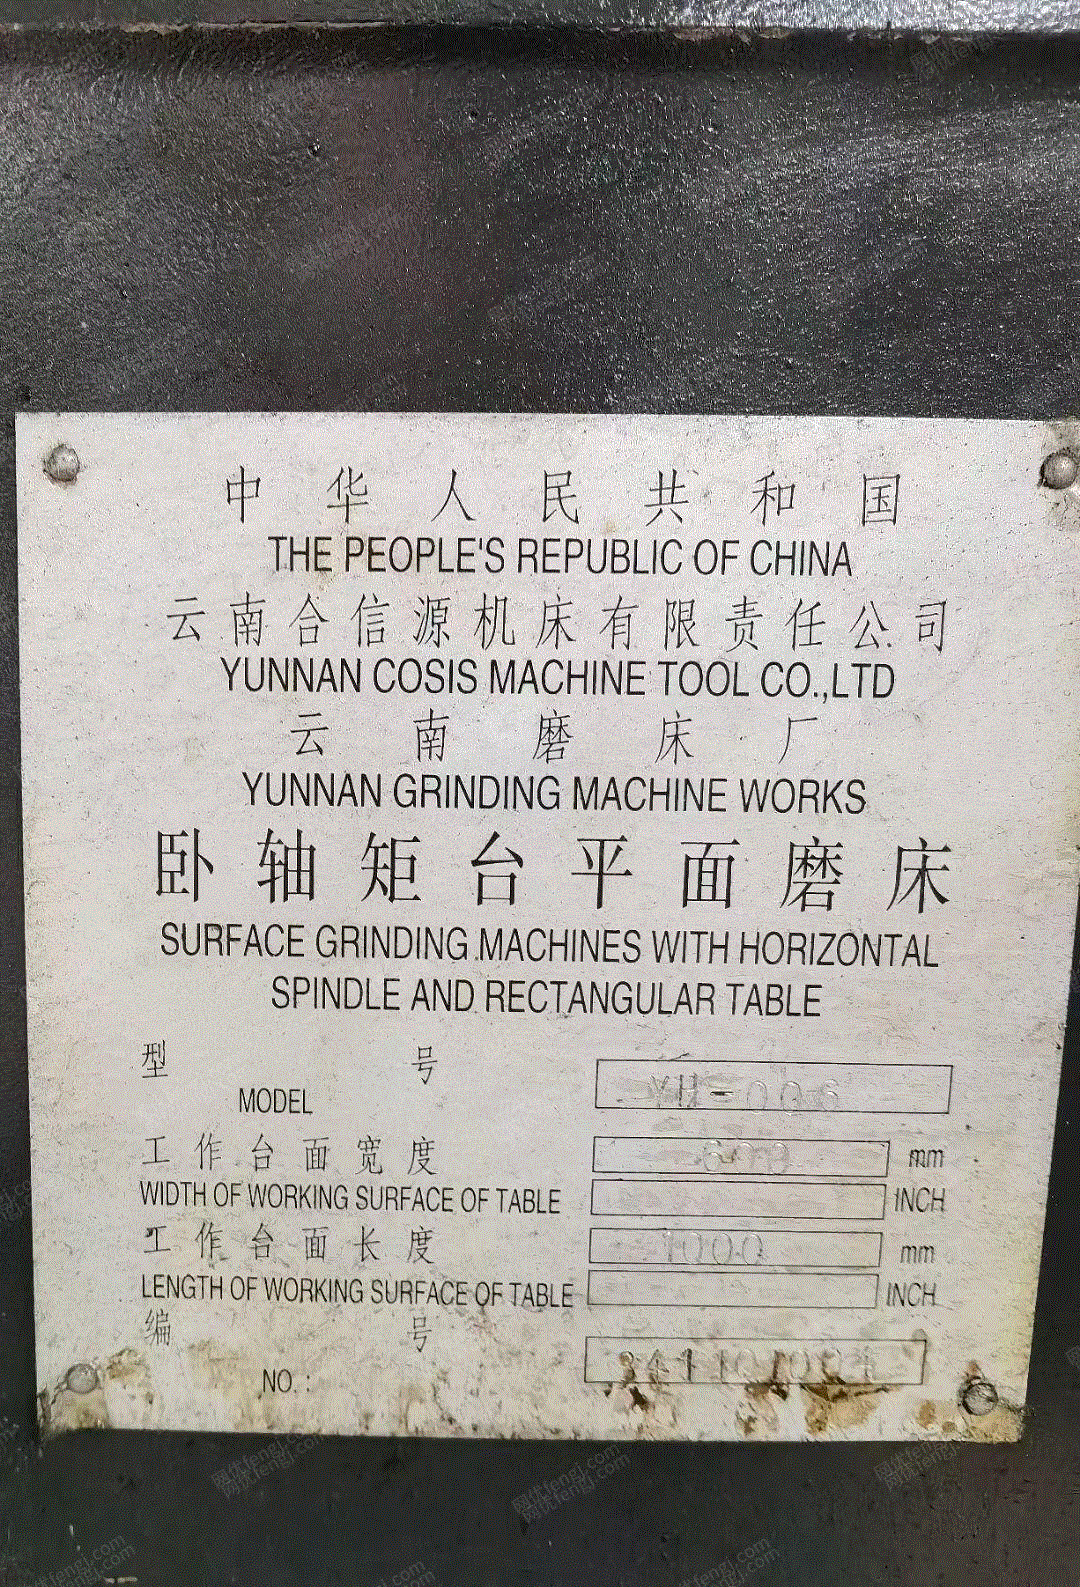 中华人民共和国
THE PEOPLE'S REPUBLIC OF CHINA
云南合信源机床有限责任公司
YUNNAN COSIS MACHINE TOOL CO.,LTD
云南磨床厂
YUNNAN GRINDING MACHINE WORKS
卧轴矩台平面磨床
SURFACE GRINDING MACHINES WITH HORIZONTAL
SPINDLE AND RECTANGULAR TABLE
型号
MODEL
工作台面宽度
mm
WIDTH OF WORKING SURFACE OF TABLE
INCH
工作台面长度
1000
mm
LENGTH OF WORKING SURFACE OF TABLE
INCH
编号
NO.: